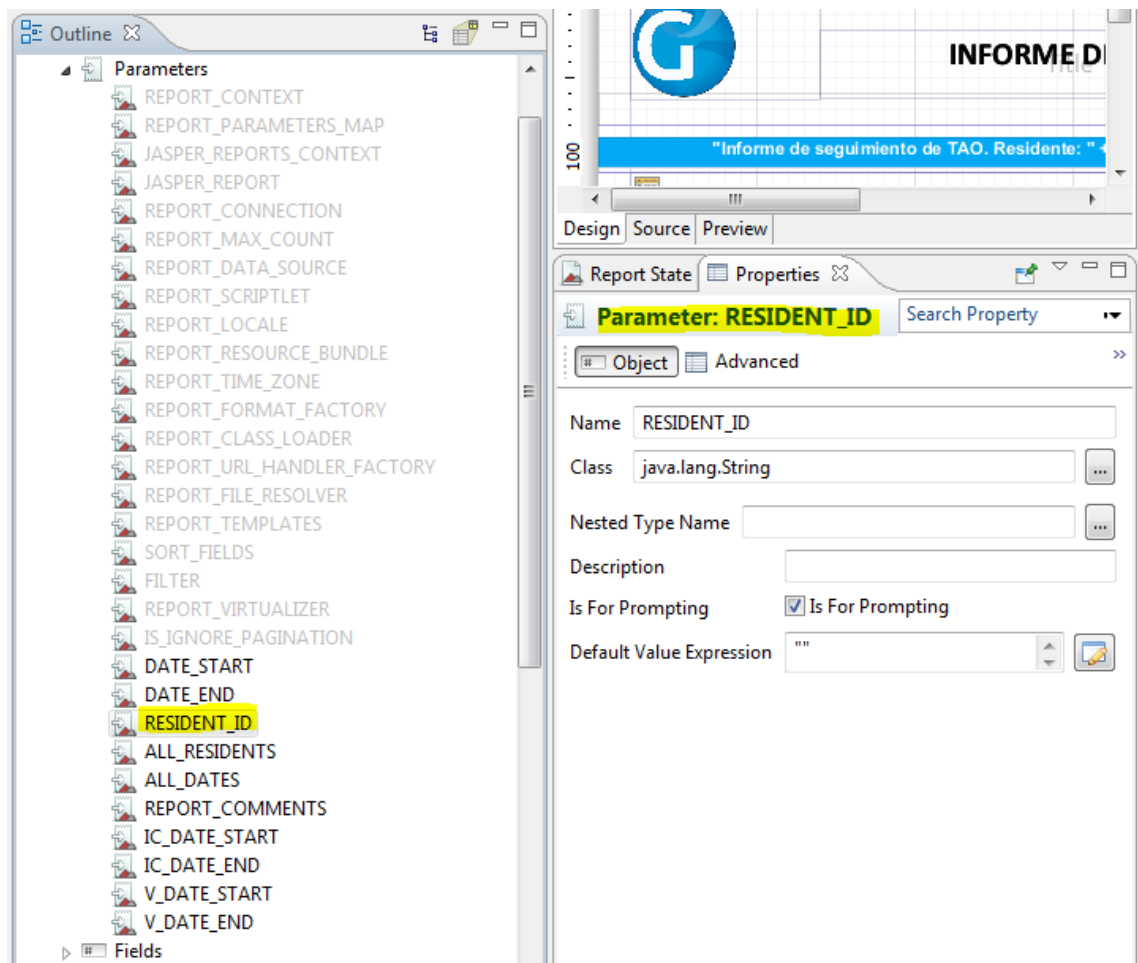 Outline
Parameters
REPORT_CONTEXT
REPORT_PARAMETERS_MAP
JASPER_REPORTS_CONTEXT
JASPER_REPORT
REPORT_CONNECTION
REPORT_MAX_COUNT
REPORT_DATA_SOURCE
REPORT_SCRIPTLET
REPORT_LOCALE
REPORT_RESOURCE_BUNDLE
REPORT_TIME_ZONE
REPORT_FORMAT_FACTORY
REPORT_CLASS_LOADER
REPORT_URL_HANDLER_FACTORY
REPORT_FILE_RESOLVER
REPORT_TEMPLATES
SORT_FIELDS
FILTER
REPORT_VIRTUALIZER
IS_IGNORE_PAGINATION
DATE_START
DATE_END
RESIDENT_ID
ALL_RESIDENTS
ALL_DATES
REPORT_COMMENTS
IC_DATE_START
IC_DATE_END
V_DATE_START
V_DATE_END
Fields
G
INFORME DI
Title
100
"Informe de seguimiento de TAO. Residente: " +
Design Source Preview
Report State Properties
Parameter: RESIDENT_ID Search Property
Object Advanced »
Name RESIDENT_ID
Class java.lang.String ...
Nested Type Name ...
Description
Is For Prompting Is For Prompting
Default Value Expression ""